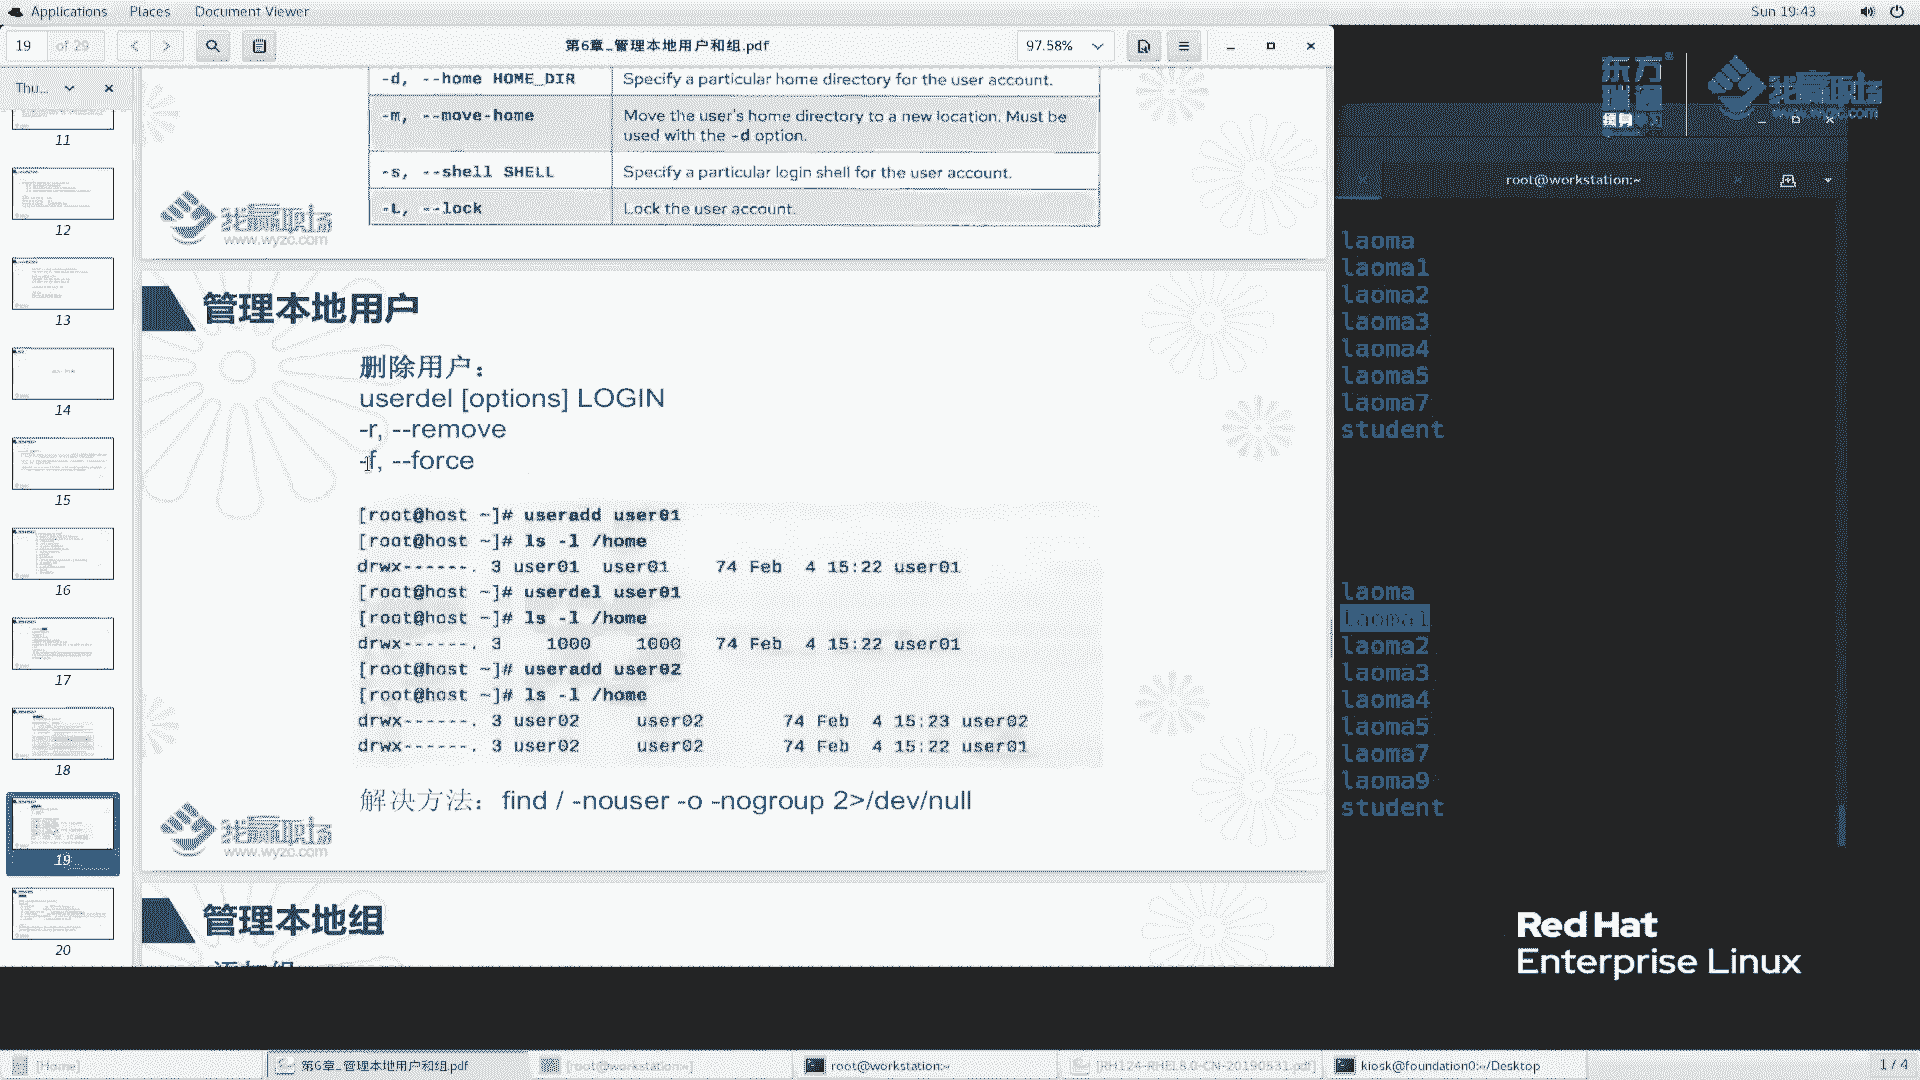 Applications Places Document Viewer Sun 19:43
19 of 29 第6章_管理本地用户和组.pdf 97.58%
Thu...
11
12
13
14
15
16
17
18
19
20
-d, --home HOME_DIR Specify a particular home directory for the user account.
-m, --move-home Move the user's home directory to a new location. Must be
used with the -d option.
-s, --shell SHELL Specify a particular login shell for the user account.
-L, --lock Lock the user account.
我赢职场
www.wyzc.com
管理本地用户
删除用户：
userdel [options] LOGIN
-r, --remove
-f, --force
[root@host ~]# useradd user01
[root@host ~]# ls -l /home
drwx------. 3 user01 user01 74 Feb 4 15:22 user01
[root@host ~]# userdel user01
[root@host ~]# ls -l /home
drwx------. 3 1000 1000 74 Feb 4 15:22 user01
[root@host ~]# useradd user02
[root@host ~]# ls -l /home
drwx------. 3 user02 user02 74 Feb 4 15:23 user02
drwx------. 3 user02 user02 74 Feb 4 15:22 user01
解决方法：find / -nouser -o -nogroup 2>/dev/null
我赢职场
www.wyzc.com
管理本地组
东方瑞通
我赢职场
www.wyzc.com
root@workstation:~
laoma
laoma1
laoma2
laoma3
laoma4
laoma5
laoma7
student
laoma
laoma1
laoma2
laoma3
laoma4
laoma5
laoma7
laoma9
student
Red Hat
Enterprise Linux
[Home] 第6章_管理本地用户和组.pdf [root@workstation:~] root@workstation:~ [RH124-RHEL8.0-CN-20190531.pdf] kiosk@foundation0:~/Desktop 1 / 4